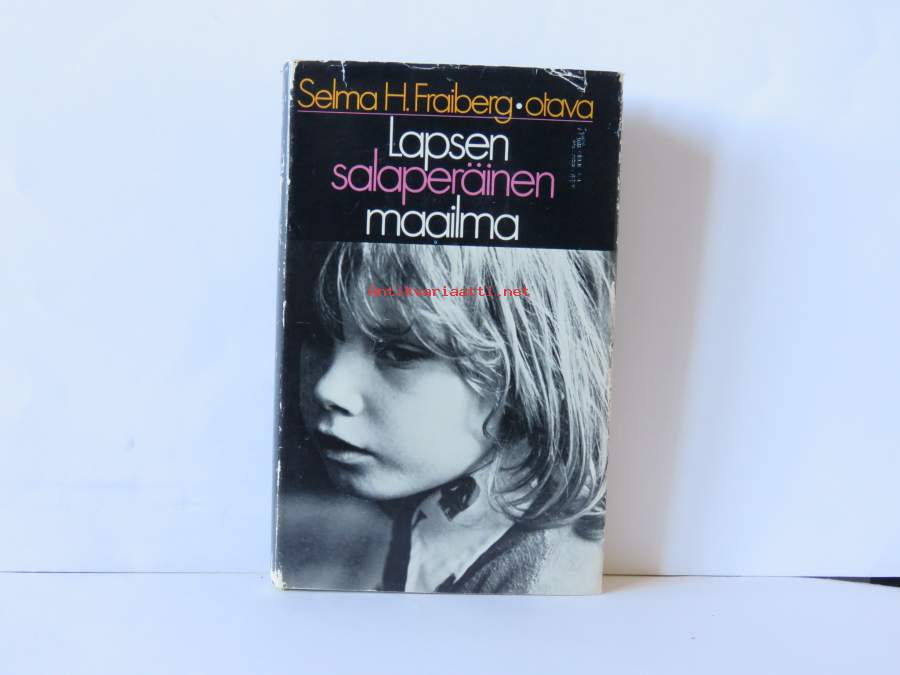 Selma H. Fraiberg • otava
Lapsen
salaperäinen
maailma
antikvariaatti.net